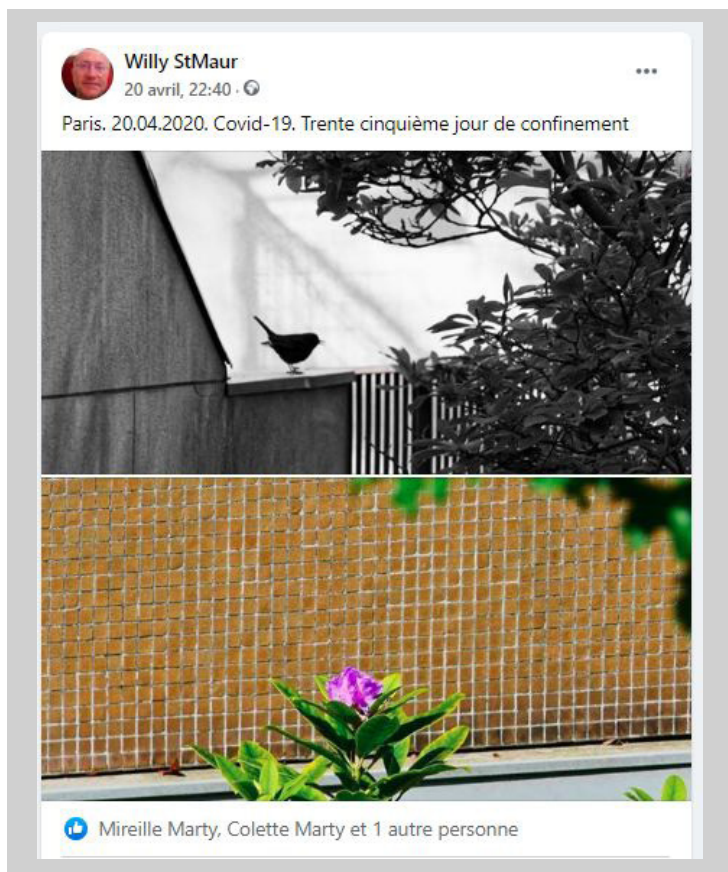 Willy StMaur
20 avril, 22:40 ·
Paris. 20.04.2020. Covid-19. Trente cinquième jour de confinement
Mireille Marty, Colette Marty et 1 autre personne